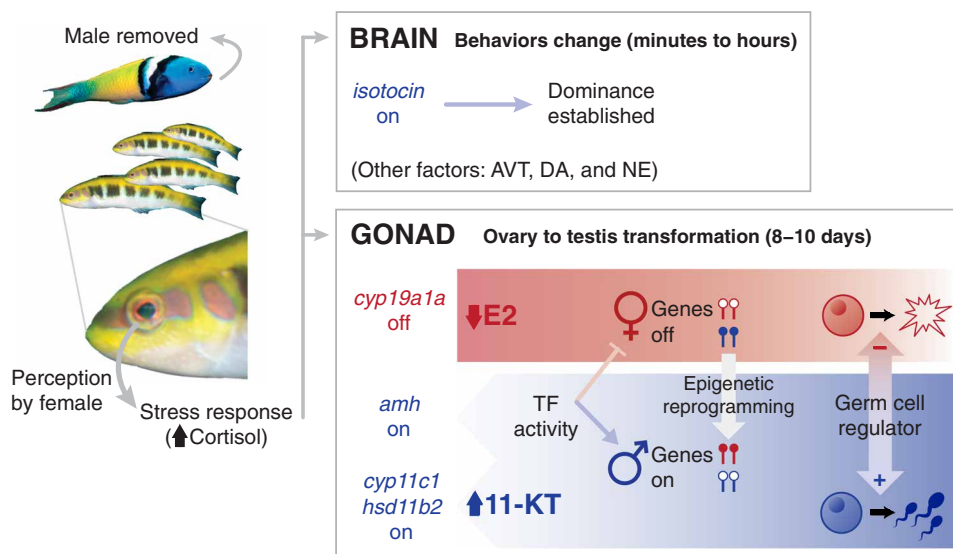 Male removed
Perception
by female
Stress response
(⬆Cortisol)
BRAIN Behaviors change (minutes to hours)
isotocin
on
Dominance
established
(Other factors: AVT, DA, and NE)
GONAD Ovary to testis transformation (8–10 days)
cyp19a1a
off
⬇E2
♀ Genes
off
amh
on
TF
activity
Epigenetic
reprogramming
Germ cell
regulator
−
+
cyp11c1
hsd11b2
on
⬆11-KT
♂ Genes
on